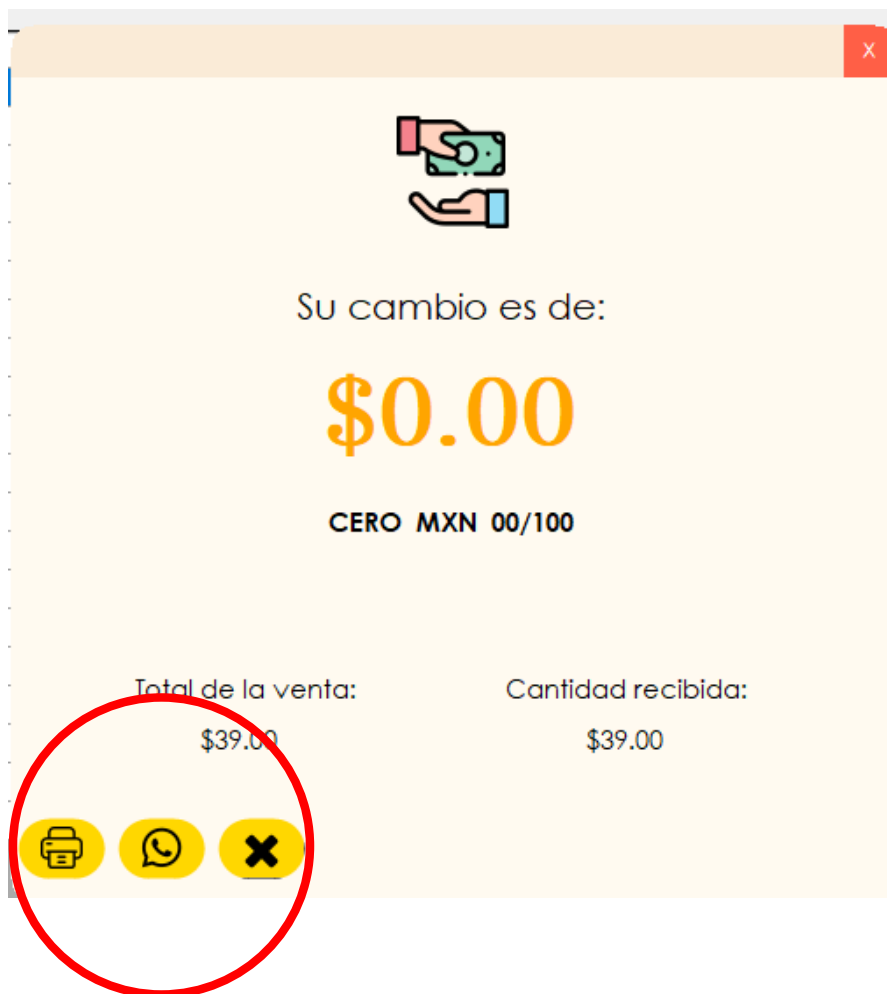 X
Su cambio es de:
$0.00
CERO MXN 00/100
Total de la venta:
Cantidad recibida:
$39.00
$39.00